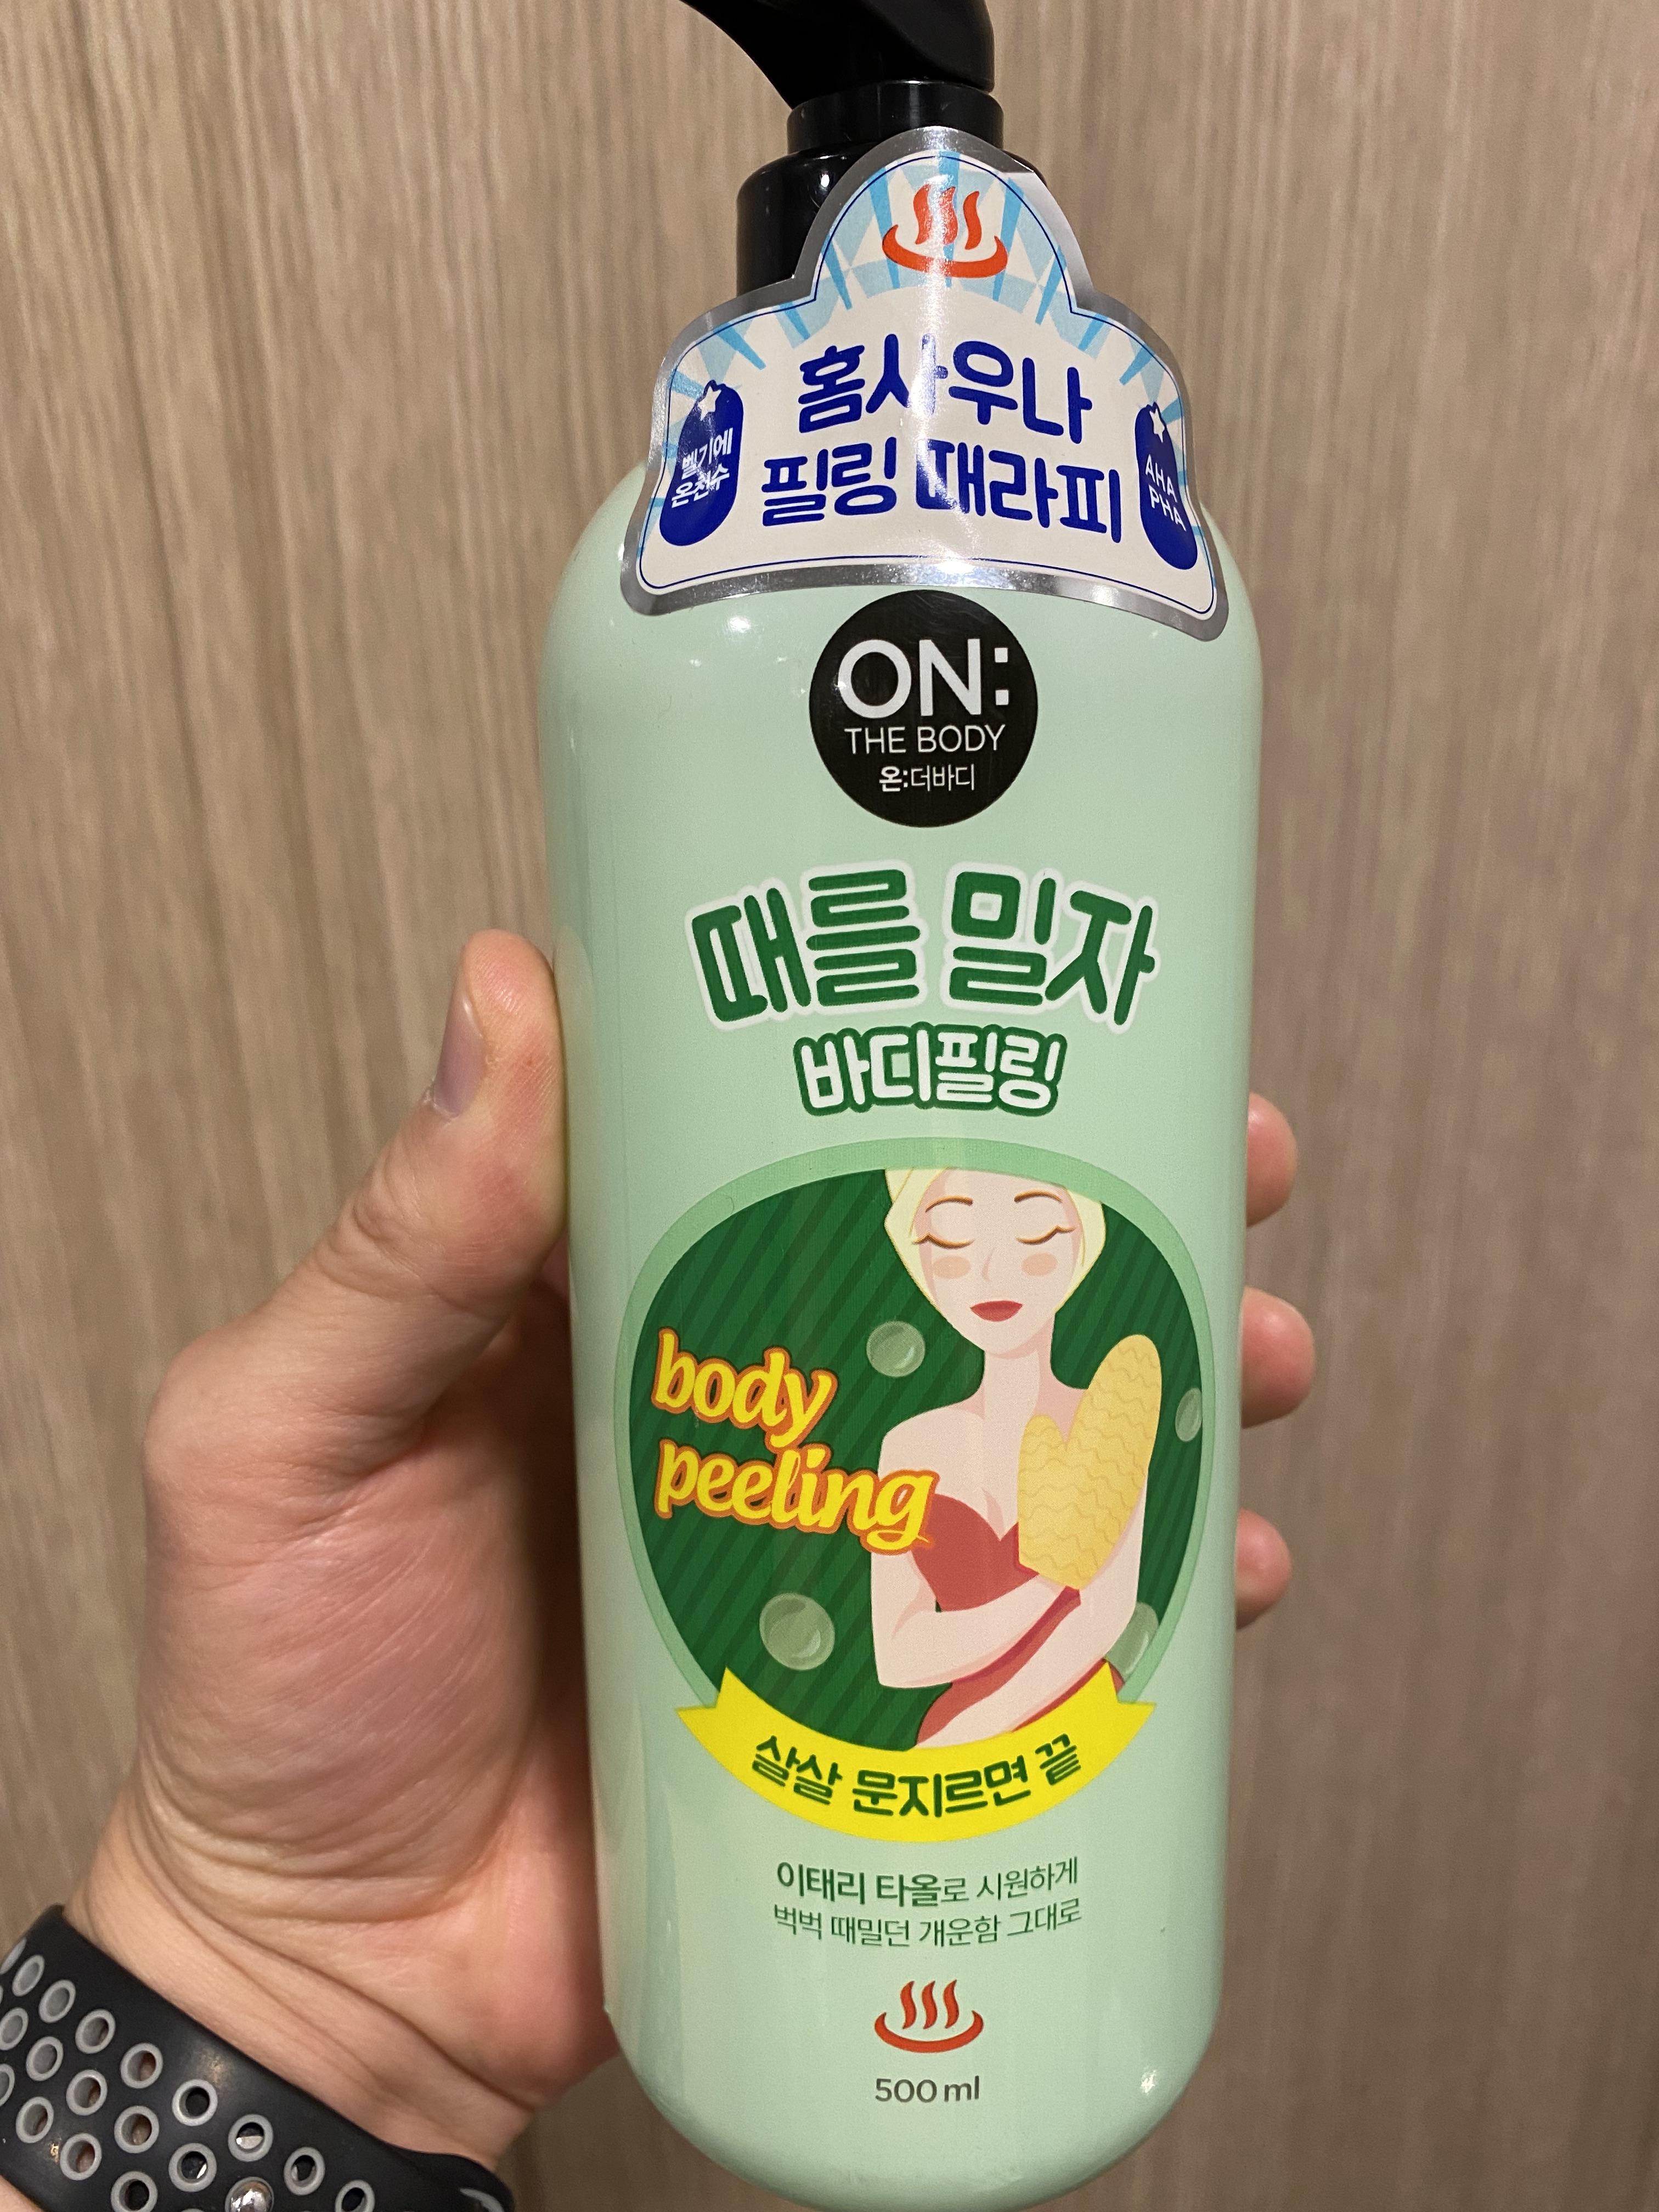 홈사우나
필링 때라피
벨기에
온천수
AHA
PHA
ON:
THE BODY
온:더바디
때를 밀자
바디필링
body
peeling
살살 문지르면 끝
이태리 타올로 시원하게
벅벅 때밀던 개운함 그대로
500 ml